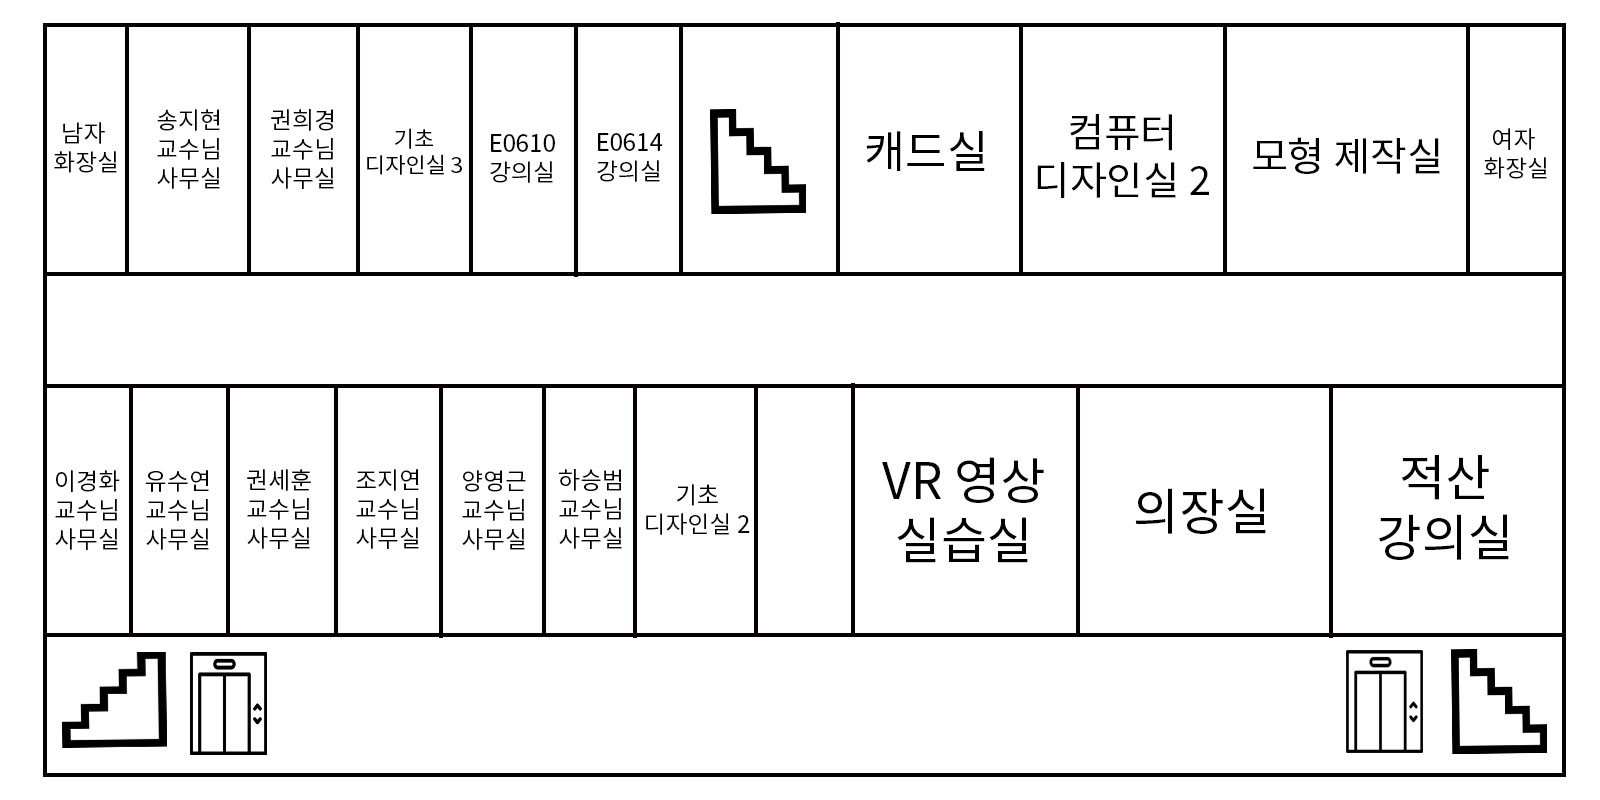 남자
화장실
송지현
교수님
사무실
권희경
교수님
사무실
기초
디자인실 3
E0610
강의실
E0614
강의실
캐드실
컴퓨터
디자인실 2
모형 제작실
여자
화장실
이경화
교수님
사무실
유수연
교수님
사무실
권세훈
교수님
사무실
조지연
교수님
사무실
양영근
교수님
사무실
하승범
교수님
사무실
기초
디자인실 2
VR 영상
실습실
의장실
적산
강의실